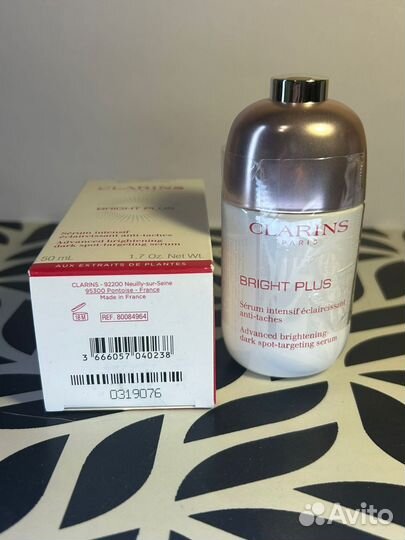 CLARINS
BRIGHT PLUS
Sérum intensif
éclaircissant anti-taches
Advanced brightening
dark spot-targeting serum
50 mL 1.7 Oz. Net Wt.
AUX EXTRAITS DE PLANTES
CLARINS - 92200 Neuilly-sur-Seine
95300 Pontoise - France
Made in France
18 M
REF. 80084964
3 666057 040238
0319076
CLARINS
PARIS
BRIGHT PLUS
Sérum intensif éclaircissant
anti-taches
Advanced brightening
dark spot-targeting serum
Avito